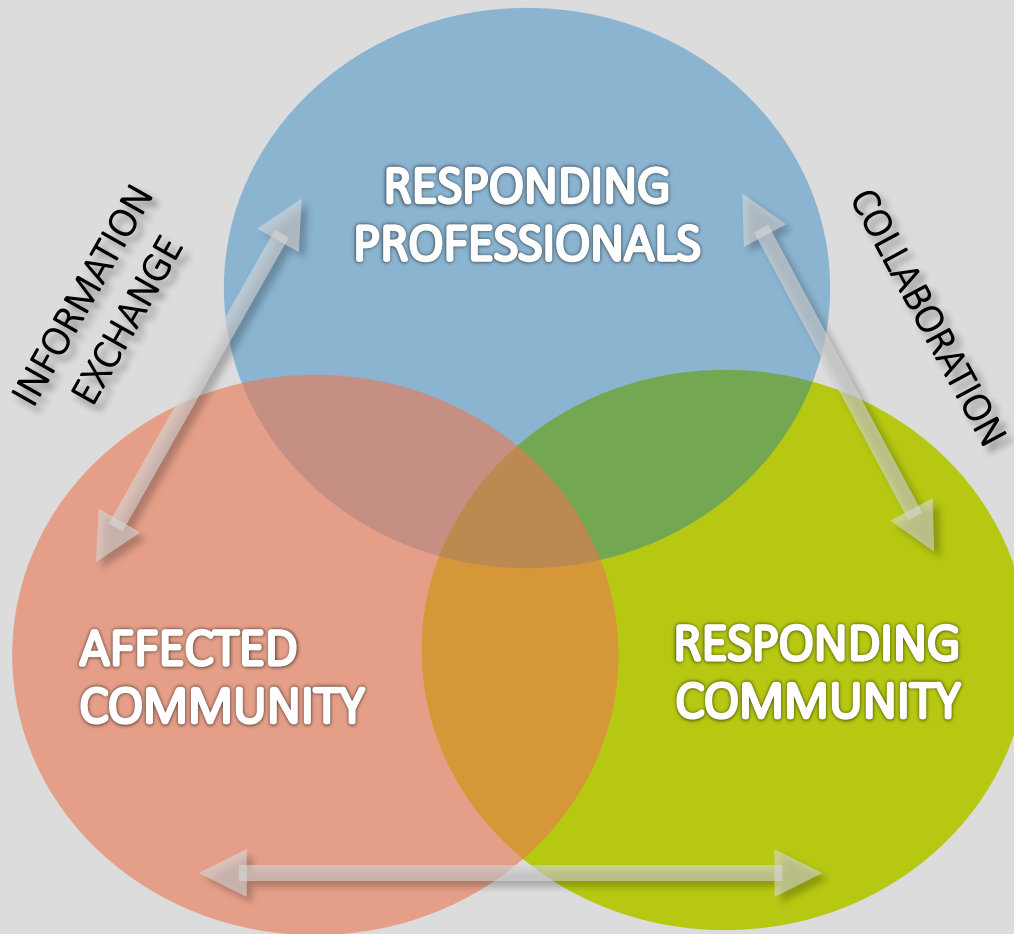 RESPONDING
PROFESSIONALS
INFORMATION
EXCHANGE
COLLABORATION
AFFECTED
COMMUNITY
RESPONDING
COMMUNITY